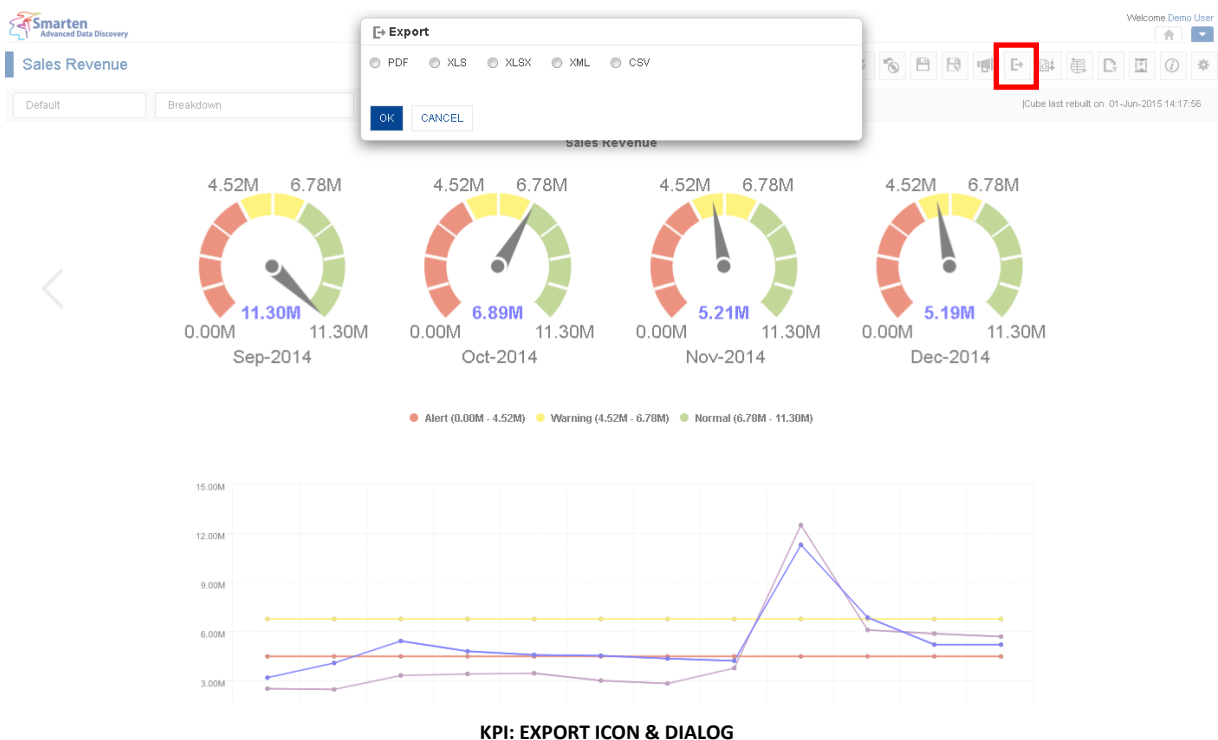 Smarten
Advanced Data Discovery
Welcome Demo User
Export
Sales Revenue
PDF XLS XLSX XML CSV
Default Breakdown
OK CANCEL
|Cube last rebuilt on 01-Jun-2015 14:17:56
Sales Revenue
4.52M 6.78M 4.52M 6.78M 4.52M 6.78M 4.52M 6.78M
11.30M 6.89M 5.21M 5.19M
0.00M 11.30M 0.00M 11.30M 0.00M 11.30M 0.00M 11.30M
Sep-2014 Oct-2014 Nov-2014 Dec-2014
Alert (0.00M - 4.52M) Warning (4.52M - 6.78M) Normal (6.78M - 11.30M)
15.00M
12.00M
9.00M
6.00M
3.00M
KPI: EXPORT ICON & DIALOG